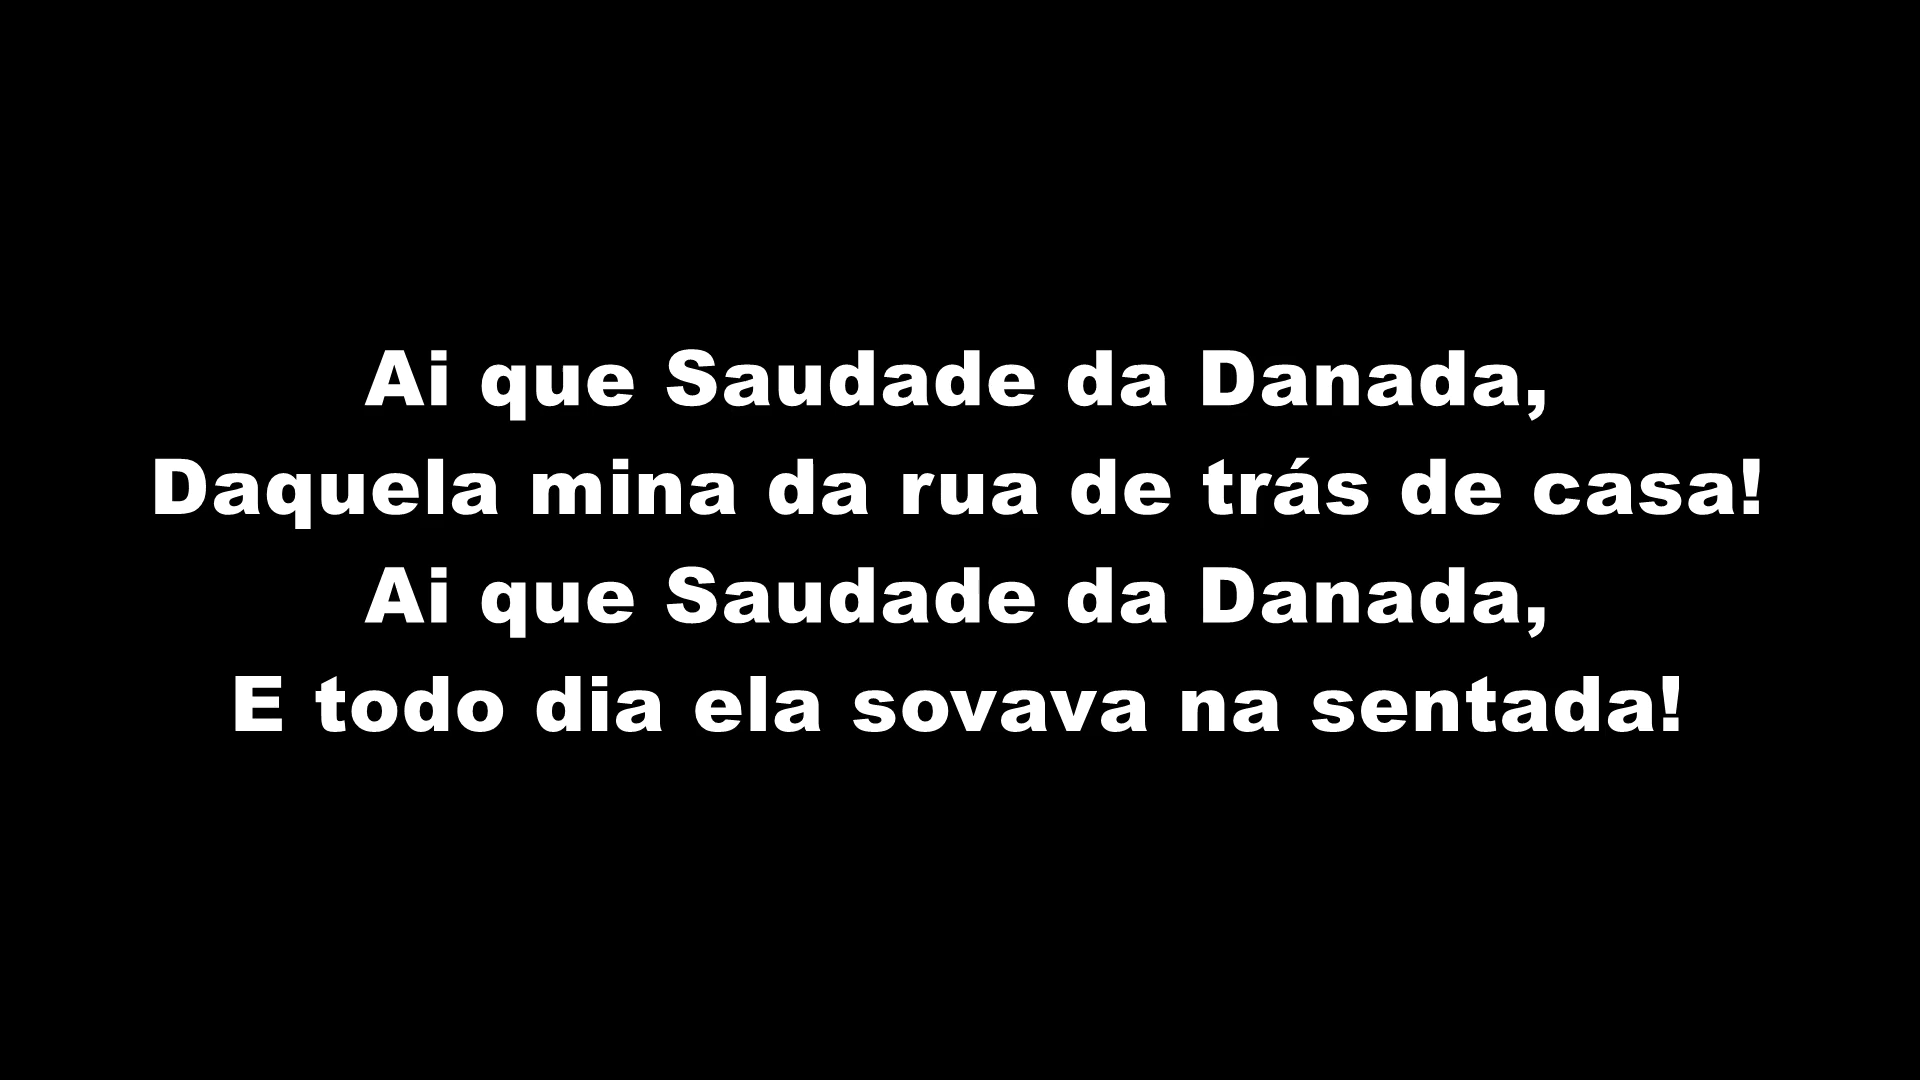 Ai que Saudade da Danada,
Daquela mina da rua de trás de casa!
Ai que Saudade da Danada,
E todo dia ela sovava na sentada!